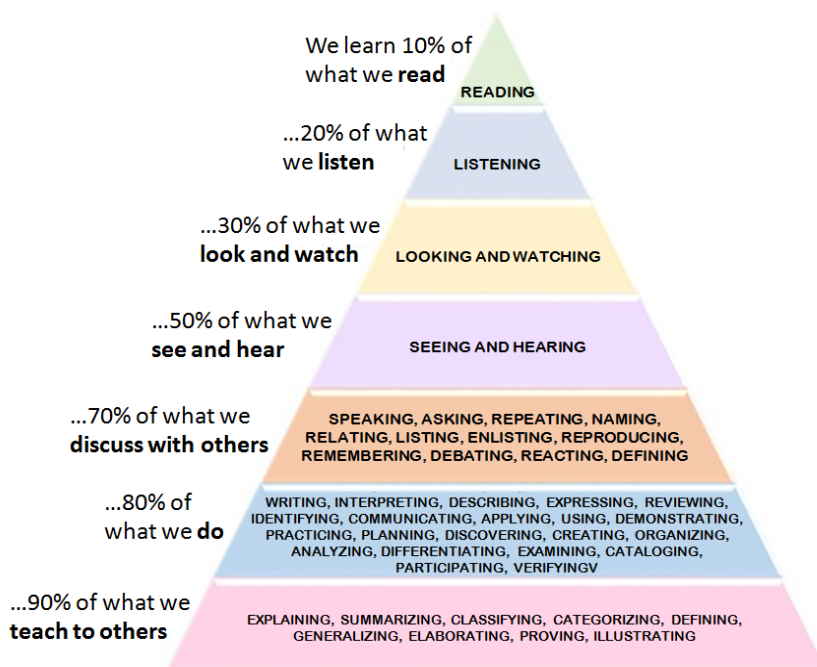 We learn 10% of
what we read
READING
...20% of what
we listen
LISTENING
...30% of what we
look and watch
LOOKING AND WATCHING
...50% of what we
see and hear
SEEING AND HEARING
...70% of what we
discuss with others
SPEAKING, ASKING, REPEATING, NAMING,
RELATING, LISTING, ENLISTING, REPRODUCING,
REMEMBERING, DEBATING, REACTING, DEFINING
...80% of
what we do
WRITING, INTERPRETING, DESCRIBING, EXPRESSING, REVIEWING,
IDENTIFYING, COMMUNICATING, APPLYING, USING, DEMONSTRATING,
PRACTICING, PLANNING, DISCOVERING, CREATING, ORGANIZING,
ANALYZING, DIFFERENTIATING, EXAMINING, CATALOGING,
PARTICIPATING, VERIFYINGV
...90% of what we
teach to others
EXPLAINING, SUMMARIZING, CLASSIFYING, CATEGORIZING, DEFINING,
GENERALIZING, ELABORATING, PROVING, ILLUSTRATING